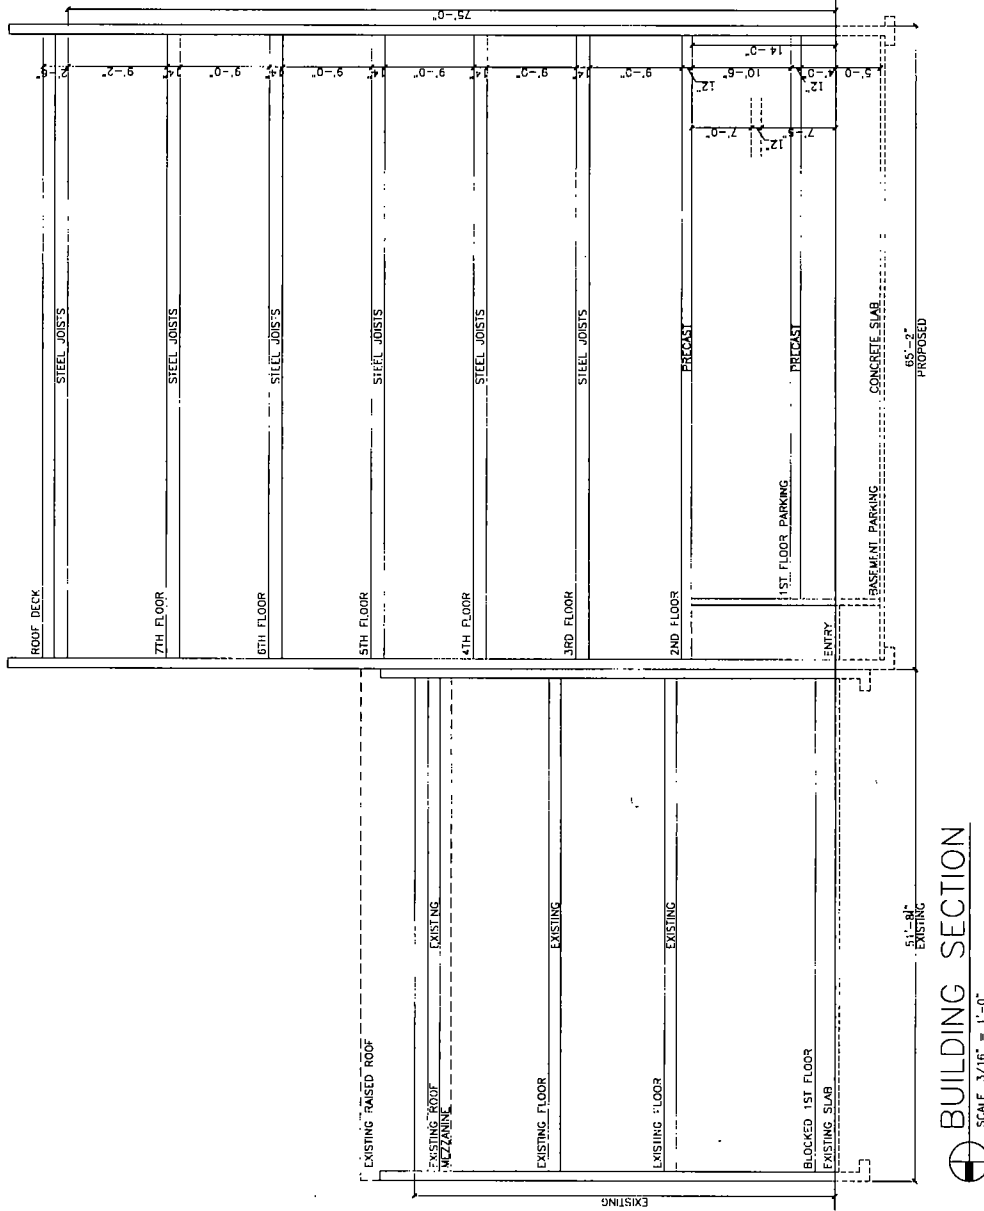 75'-0"
ROOF DECK
STEEL JOISTS
9'-2"
7TH FLOOR
STEEL JOISTS
9'-0"
6TH FLOOR
STEEL JOISTS
9'-0"
5TH FLOOR
STEEL JOISTS
9'-0"
4TH FLOOR
STEEL JOISTS
9'-0"
3RD FLOOR
STEEL JOISTS
9'-0"
2ND FLOOR
PRECAST
12"
14'-0"
10'-6"
7'-0"
12"
7'-5"
1ST FLOOR PARKING
PRECAST
12"
4'-0"
ENTRY
5'-0"
BASEMENT PARKING
CONCRETE SLAB
65'-2"
PROPOSED
EXISTING RAISED ROOF
EXISTING ROOF
EXISTING
MEZZANINE
EXISTING FLOOR
EXISTING
EXISTING FLOOR
EXISTING
BLOCKED 1ST FLOOR
EXISTING SLAB
EXISTING
EXISTING
BUILDING SECTION
SCALE 3/16" = 1'-0"